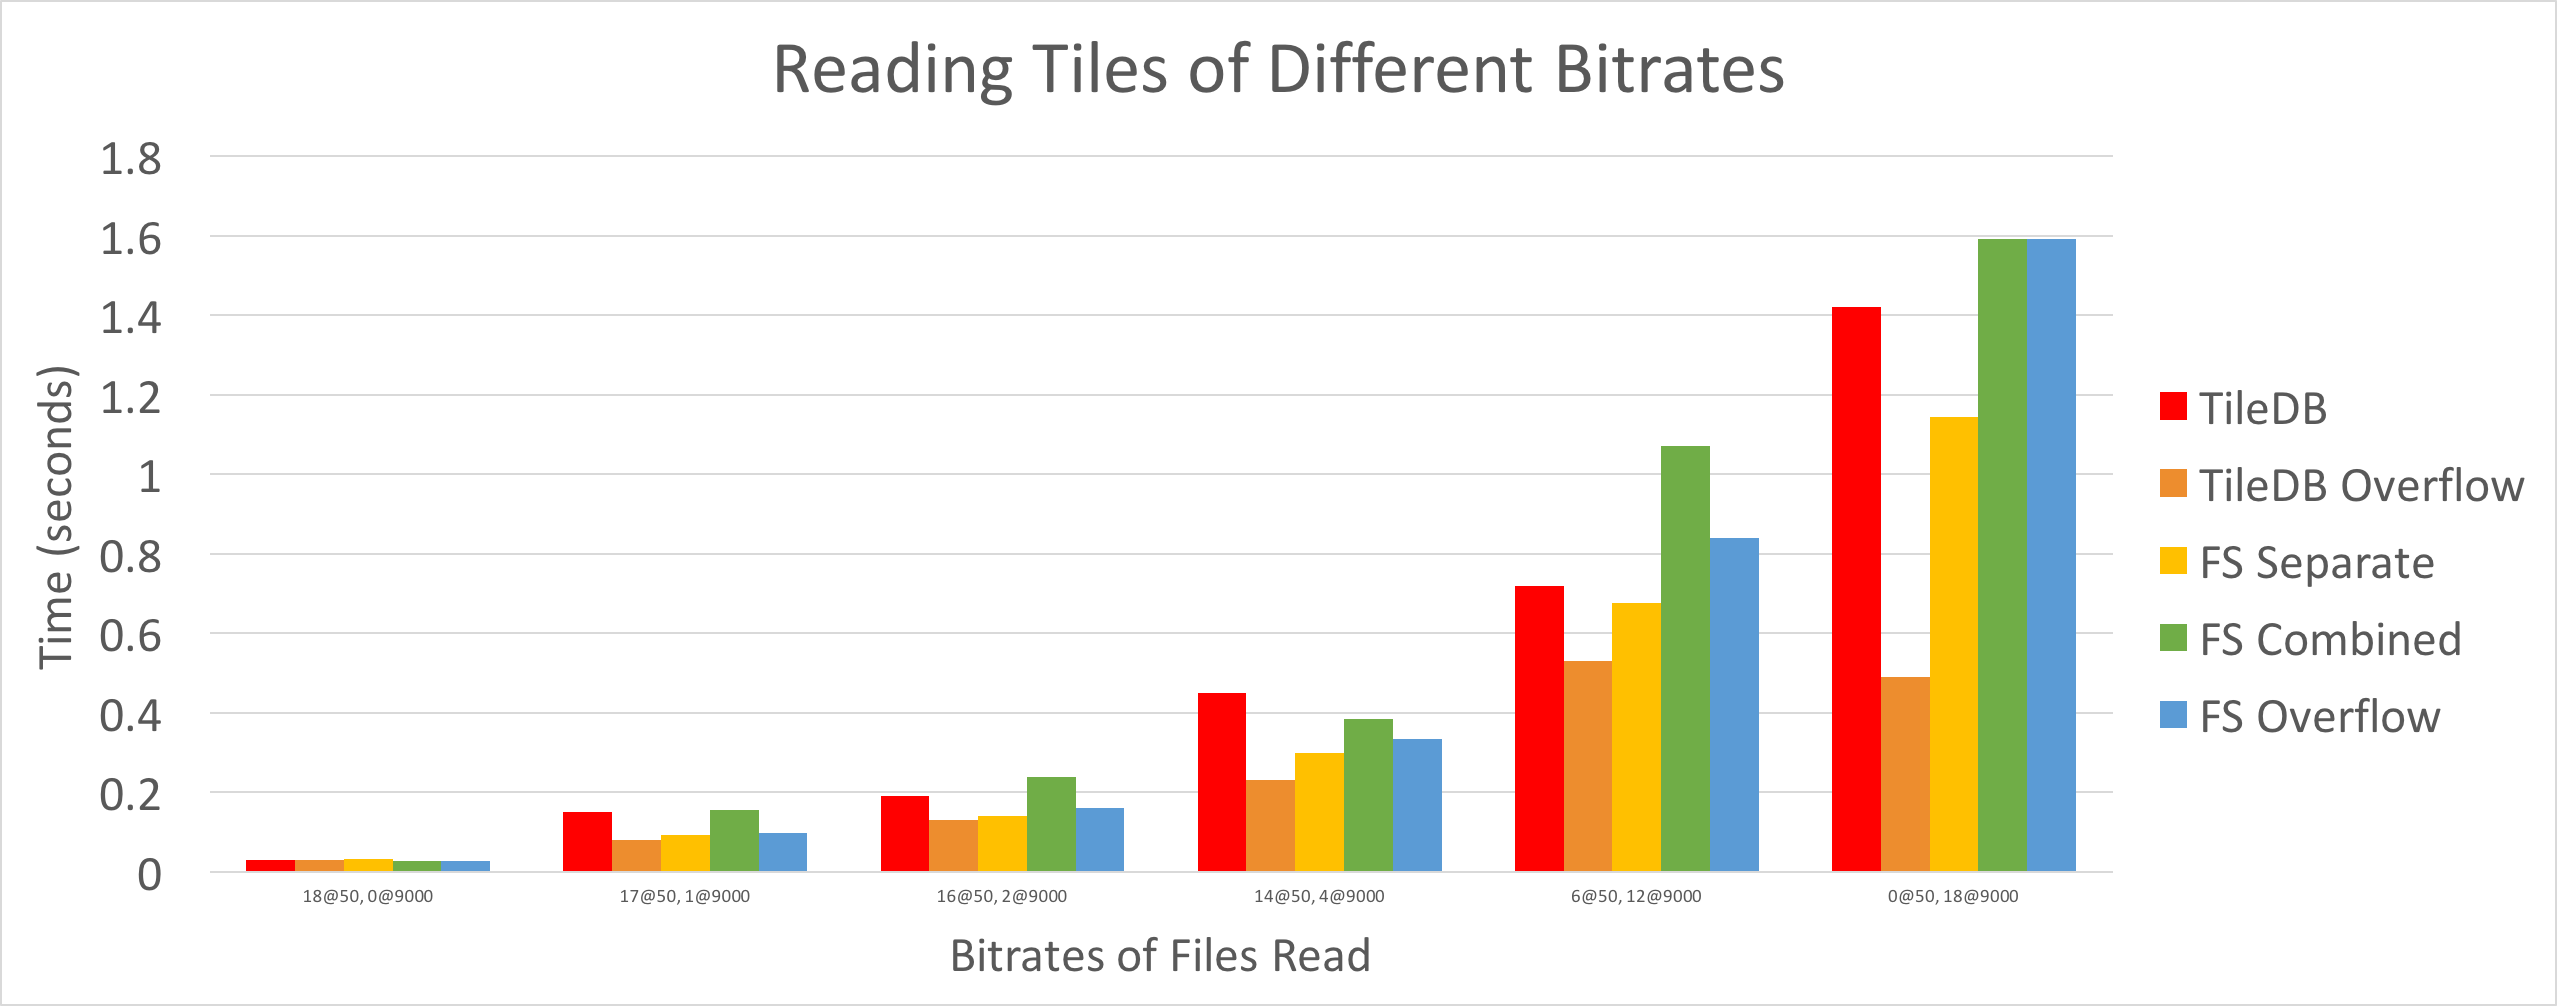 Reading Tiles of Different Bitrates
1.8
1.6
1.4
1.2
1
0.8
0.6
0.4
0.2
0
Time (seconds)
18@50, 0@9000
17@50, 1@9000
16@50, 2@9000
14@50, 4@9000
6@50, 12@9000
0@50, 18@9000
Bitrates of Files Read
TileDB
TileDB Overflow
FS Separate
FS Combined
FS Overflow